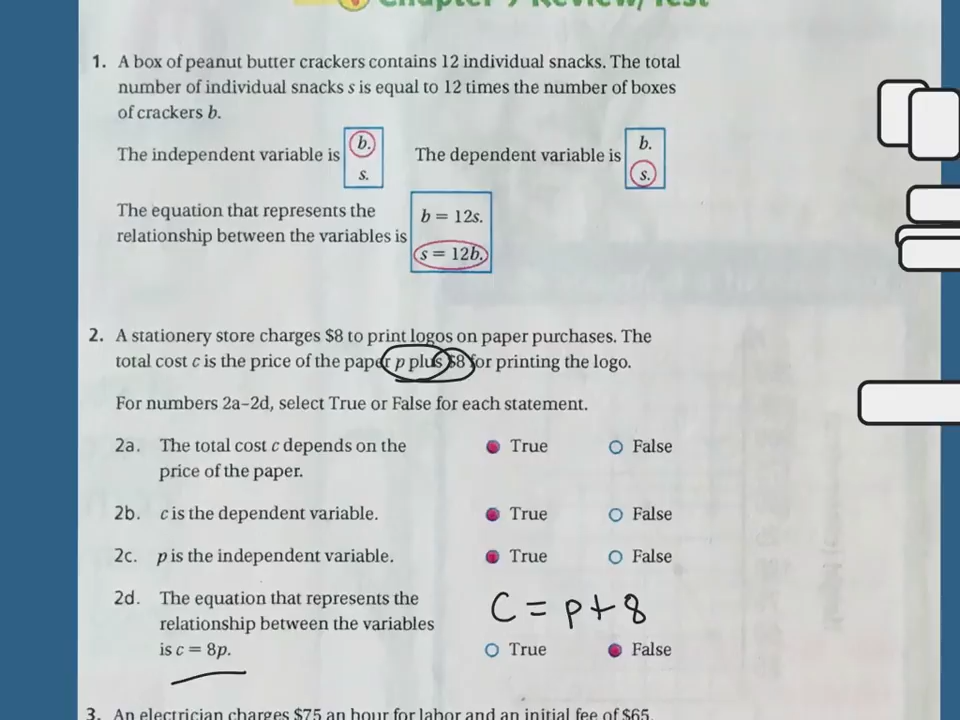 Chapter 9 Review/Test
1. A box of peanut butter crackers contains 12 individual snacks. The total
number of individual snacks s is equal to 12 times the number of boxes
of crackers b.
The independent variable is b. s.
The dependent variable is b. s.
The equation that represents the
relationship between the variables is
b = 12s.
s = 12b.
2. A stationery store charges $8 to print logos on paper purchases. The
total cost c is the price of the paper p plus $8 for printing the logo.
For numbers 2a–2d, select True or False for each statement.
2a. The total cost c depends on the
price of the paper.
True False
2b. c is the dependent variable. True False
2c. p is the independent variable. True False
2d. The equation that represents the
relationship between the variables
is c = 8p.
C = p + 8
True False
3. An electrician charges $75 an hour for labor and an initial fee of $65.